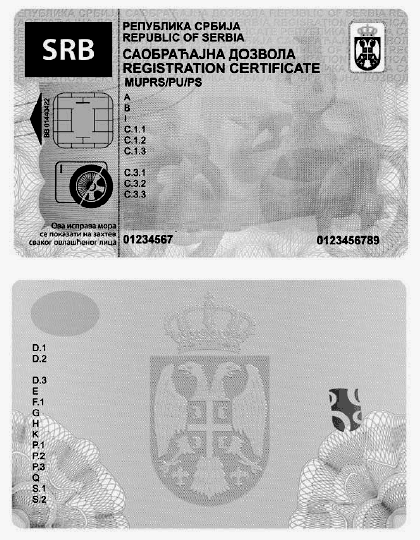 SRB
РЕПУБЛИКА СРБИЈА
REPUBLIC OF SERBIA
САОБРАЋАЈНА ДОЗВОЛА
REGISTRATION CERTIFICATE
MUPRS/PU/PS
BB 01440422
A
B
I
C.1.1
C.1.2
C.1.3
C.3.1
C.3.2
C.3.3
Ова исправа мора
се показати на захтев
сваког овлашћеног лица
01234567
0123456789
D.1
D.2
D.3
E
F.1
G
H
K
P.1
P.2
P.3
Q
S.1
S.2